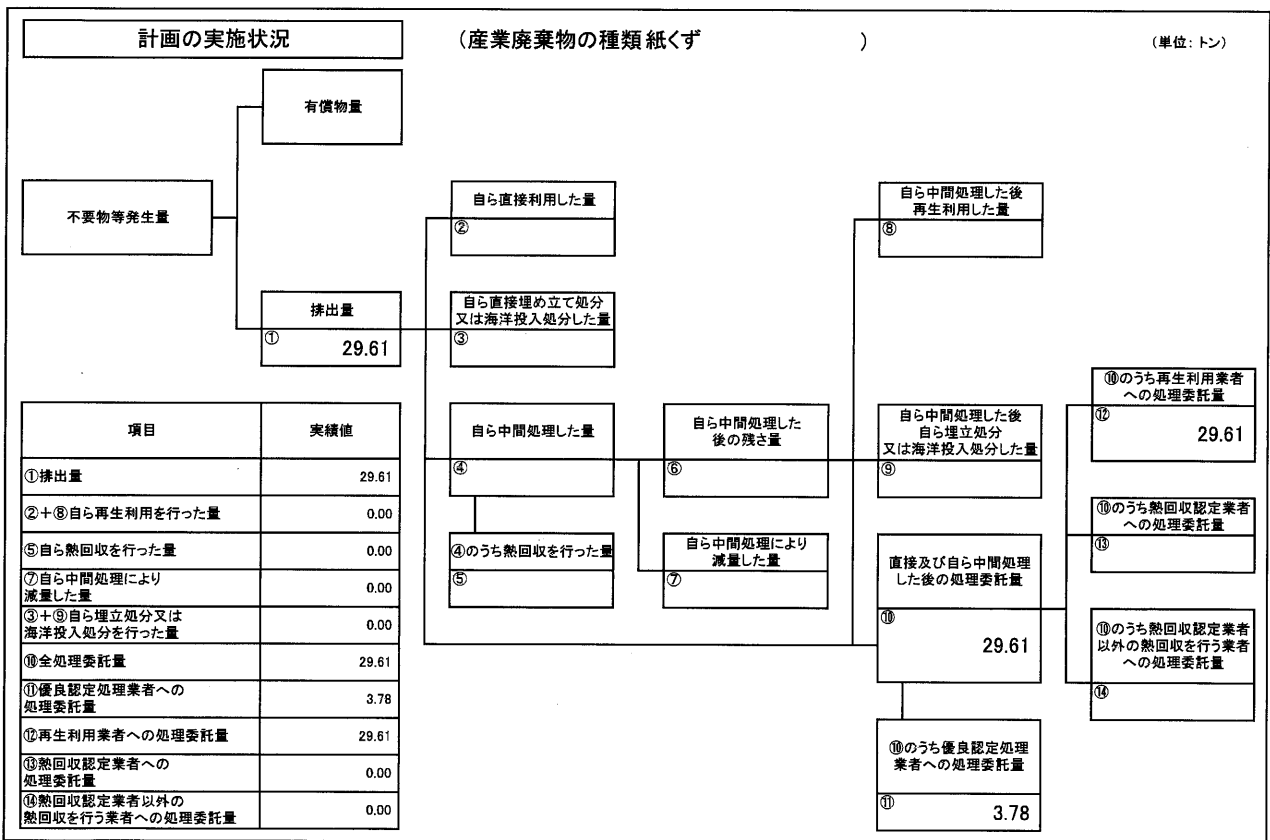 計画の実施状況
(産業廃棄物の種類 紙くず )
(単位: トン)
有償物量
不要物等発生量
自ら直接利用した量
②
自ら中間処理した後
再生利用した量
⑧
排出量
①
29.61
自ら直接埋め立て処分
又は海洋投入処分した量
③
⑩のうち再生利用業者
への処理委託量
⑫
29.61
自ら中間処理した量
④
自ら中間処理した
後の残さ量
⑥
自ら中間処理した後
自ら埋立処分
又は海洋投入処分した量
⑨
⑩のうち熱回収認定業者
への処理委託量
⑬
④のうち熱回収を行った量
⑤
自ら中間処理により
減量した量
⑦
直接及び自ら中間処理
した後の処理委託量
⑩
29.61
⑩のうち熱回収認定業者
以外の熱回収を行う業者
への処理委託量
⑭
⑩のうち優良認定処理
業者への処理委託量
⑪
3.78
項目 実績値
①排出量 29.61
②+⑧自ら再生利用を行った量 0.00
⑤自ら熱回収を行った量 0.00
⑦自ら中間処理により
減量した量 0.00
③+⑨自ら埋立処分又は
海洋投入処分を行った量 0.00
⑩全処理委託量 29.61
⑪優良認定処理業者への
処理委託量 3.78
⑫再生利用業者への処理委託量 29.61
⑬熱回収認定業者への
処理委託量 0.00
⑭熱回収認定業者以外の
熱回収を行う業者への処理委託量 0.00